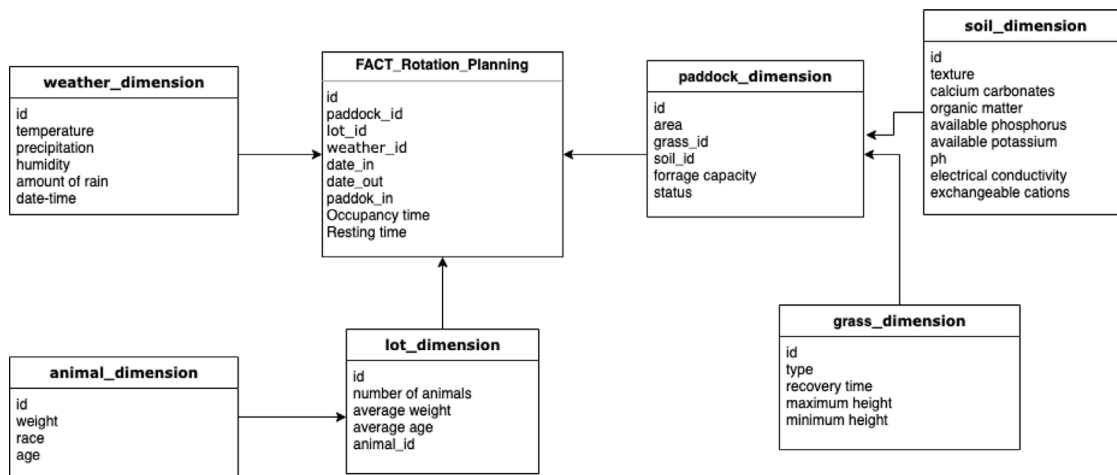 weather_dimension
id
temperature
precipitation
humidity
amount of rain
date-time
FACT_Rotation_Planning
id
paddock_id
lot_id
weather_id
date_in
date_out
paddok_in
Occupancy time
Resting time
paddock_dimension
id
area
grass_id
soil_id
forrage capacity
status
soil_dimension
id
texture
calcium carbonates
organic matter
available phosphorus
available potassium
ph
electrical conductivity
exchangeable cations
animal_dimension
id
weight
race
age
lot_dimension
id
number of animals
average weight
average age
animal_id
grass_dimension
id
type
recovery time
maximum height
minimum height